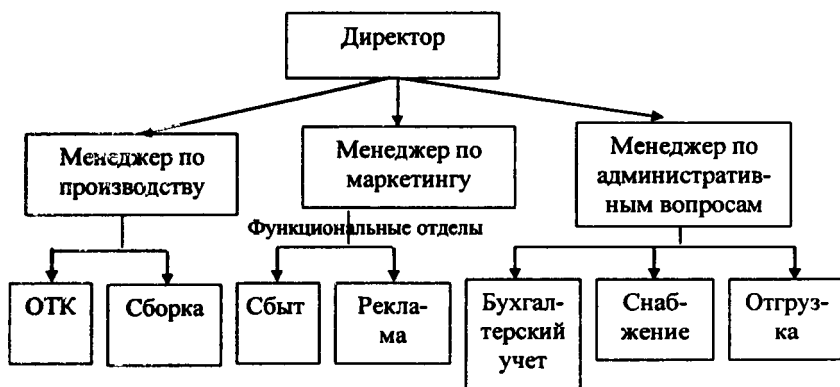 Директор
Менеджер по
производству
Менеджер по
маркетингу
Менеджер по
административ-
ным вопросам
Функциональные отделы
ОТК
Сборка
Сбыт
Рекла-
ма
Бухгал-
терский
учет
Снаб-
жение
Отгруз-
ка